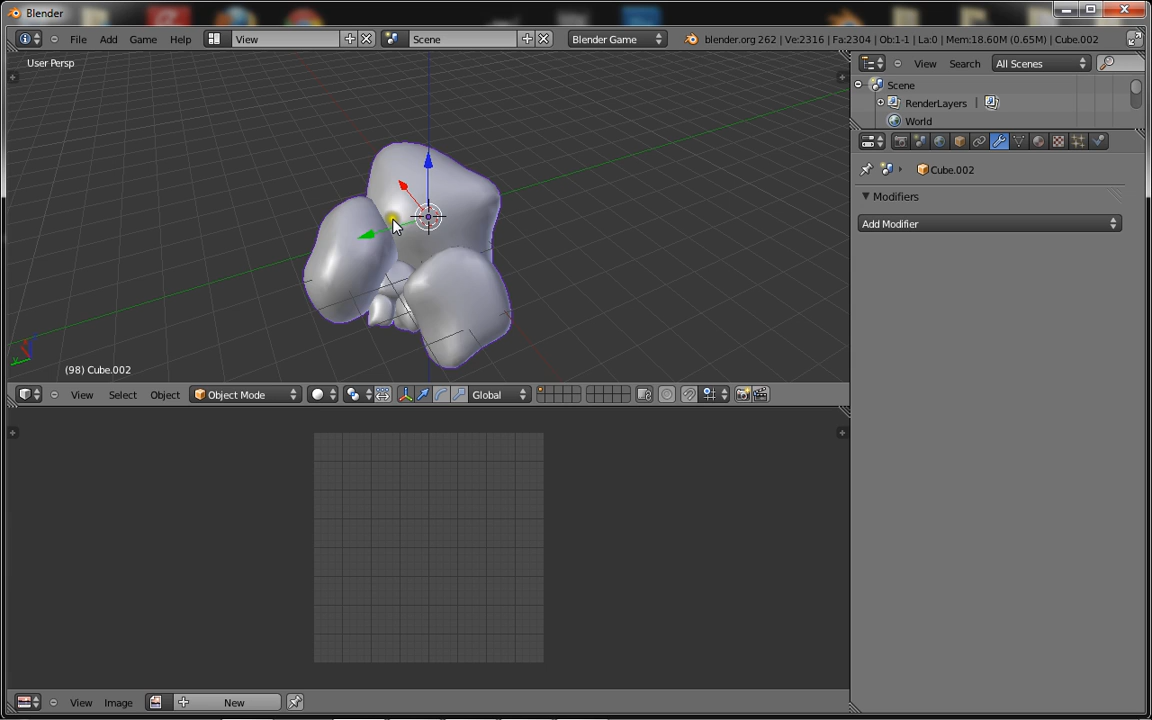 Blender
File Add Game Help View Scene Blender Game blender.org 262 | Ve:2316 | Fa:2304 | Ob:1-1 | La:0 | Mem:18.60M (0.65M) | Cube.002
User Persp
View Search All Scenes
Scene
RenderLayers
World
Cube.002
Modifiers
Add Modifier
(98) Cube.002
View Select Object Object Mode Global
View Image New